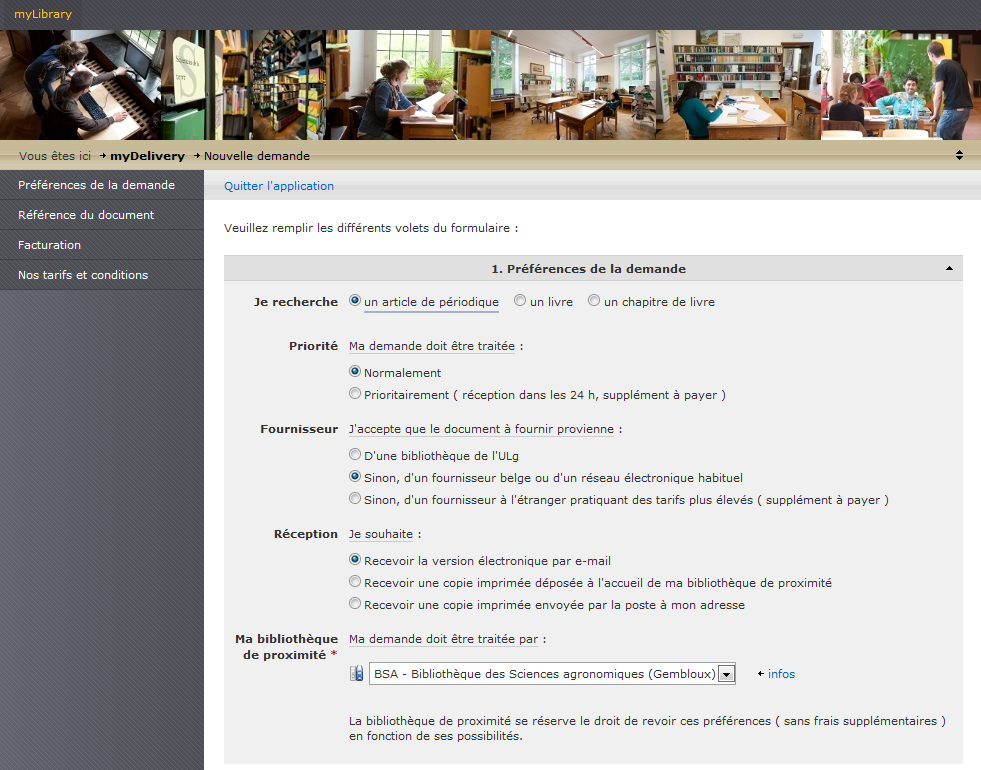 myLibrary
Vous êtes ici myDelivery Nouvelle demande
Préférences de la demande
Référence du document
Facturation
Nos tarifs et conditions
Quitter l'application
Veuillez remplir les différents volets du formulaire :
1. Préférences de la demande
Je recherche un article de périodique un livre un chapitre de livre
Priorité Ma demande doit être traitée :
Normalement
Prioritairement ( réception dans les 24 h, supplément à payer )
Fournisseur J'accepte que le document à fournir provienne :
D'une bibliothèque de l'ULg
Sinon, d'un fournisseur belge ou d'un réseau électronique habituel
Sinon, d'un fournisseur à l'étranger pratiquant des tarifs plus élevés ( supplément à payer )
Réception Je souhaite :
Recevoir la version électronique par e-mail
Recevoir une copie imprimée déposée à l'accueil de ma bibliothèque de proximité
Recevoir une copie imprimée envoyée par la poste à mon adresse
Ma bibliothèque de proximité * Ma demande doit être traitée par :
BSA - Bibliothèque des Sciences agronomiques (Gembloux) infos
La bibliothèque de proximité se réserve le droit de revoir ces préférences ( sans frais supplémentaires )
en fonction de ses possibilités.